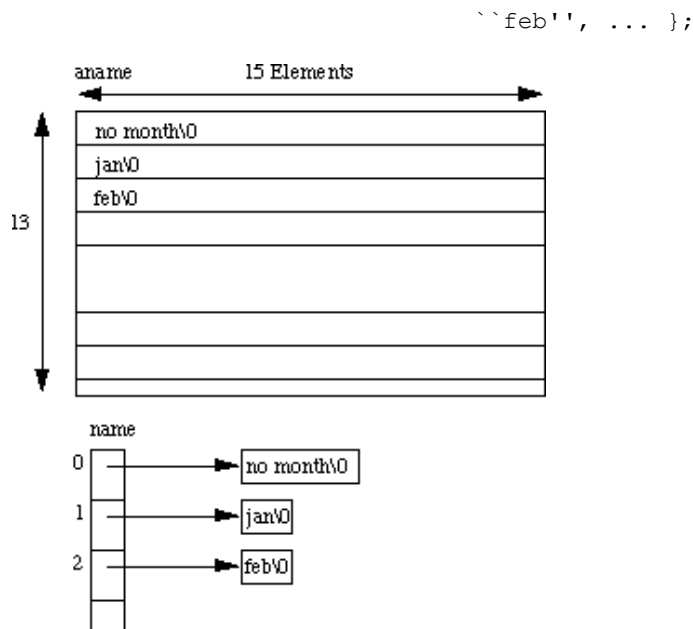 ``feb'', ... };
aname 15 Elements
no month\0
jan\0
feb\0
13
name
0 no month\0
1 jan\0
2 feb\0